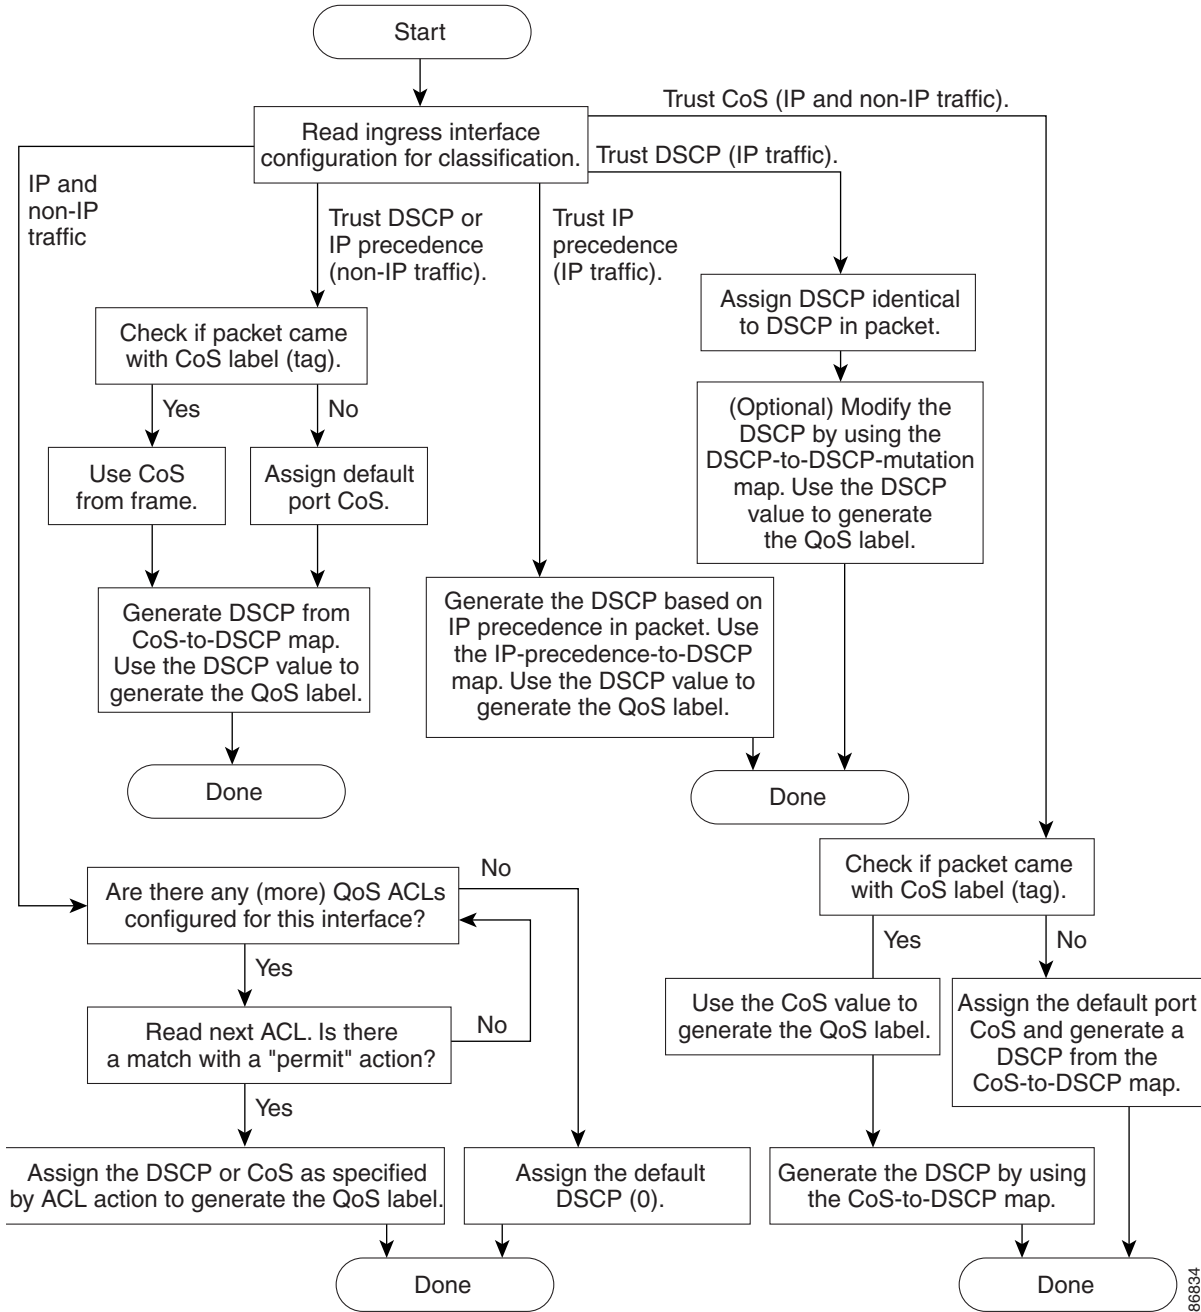 Start
Trust CoS (IP and non-IP traffic).
Read ingress interface
configuration for classification.
Trust DSCP (IP traffic).
IP and
non-IP
traffic
Trust DSCP or
IP precedence
(non-IP traffic).
Trust IP
precedence
(IP traffic).
Assign DSCP identical
to DSCP in packet.
Check if packet came
with CoS label (tag).
Yes
No
(Optional) Modify the
DSCP by using the
DSCP-to-DSCP-mutation
map. Use the DSCP
value to generate
the QoS label.
Use CoS
from frame.
Assign default
port CoS.
Generate DSCP from
CoS-to-DSCP map.
Use the DSCP value to
generate the QoS label.
Generate the DSCP based on
IP precedence in packet. Use
the IP-precedence-to-DSCP
map. Use the DSCP value to
generate the QoS label.
Done
Done
Are there any (more) QoS ACLs
configured for this interface?
No
Check if packet came
with CoS label (tag).
Yes
Yes
No
Read next ACL. Is there
a match with a "permit" action?
No
Use the CoS value to
generate the QoS label.
Assign the default port
CoS and generate a
DSCP from the
CoS-to-DSCP map.
Yes
Assign the DSCP or CoS as specified
by ACL action to generate the QoS label.
Assign the default
DSCP (0).
Generate the DSCP by using
the CoS-to-DSCP map.
Done
Done
86834